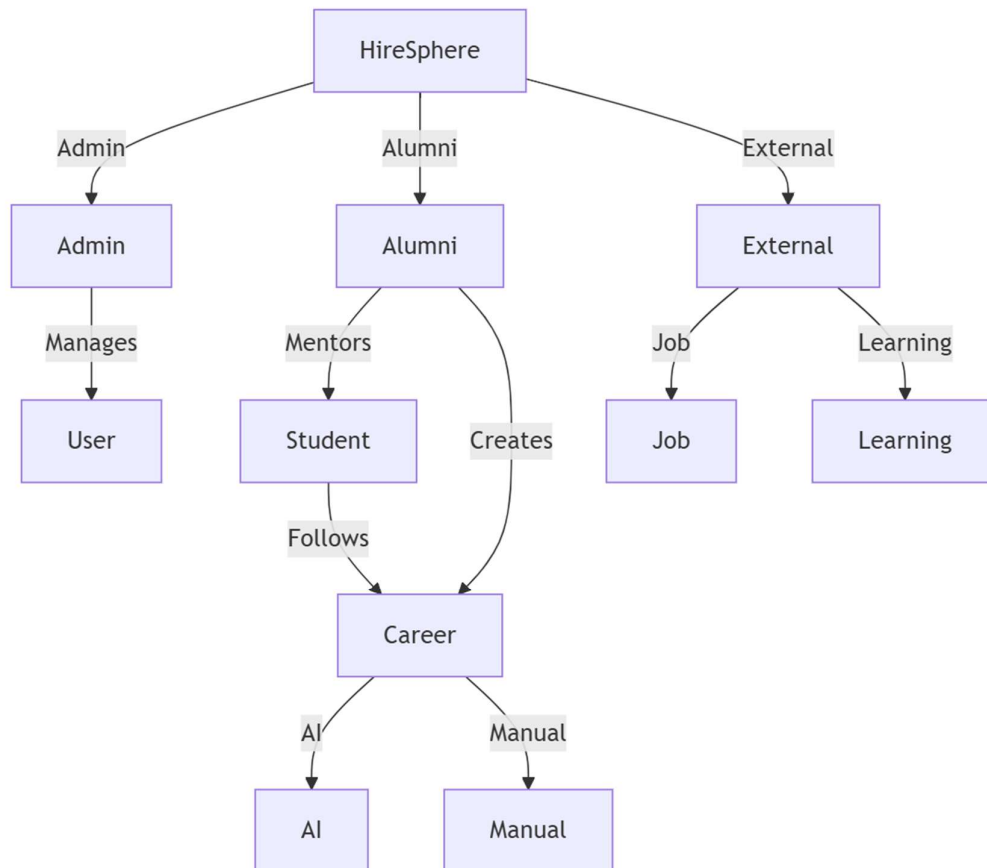 HireSphere
Admin
Alumni
External
Admin
Alumni
External
Manages
Mentors
Job
Learning
User
Student
Creates
Job
Learning
Follows
Career
AI
Manual
AI
Manual